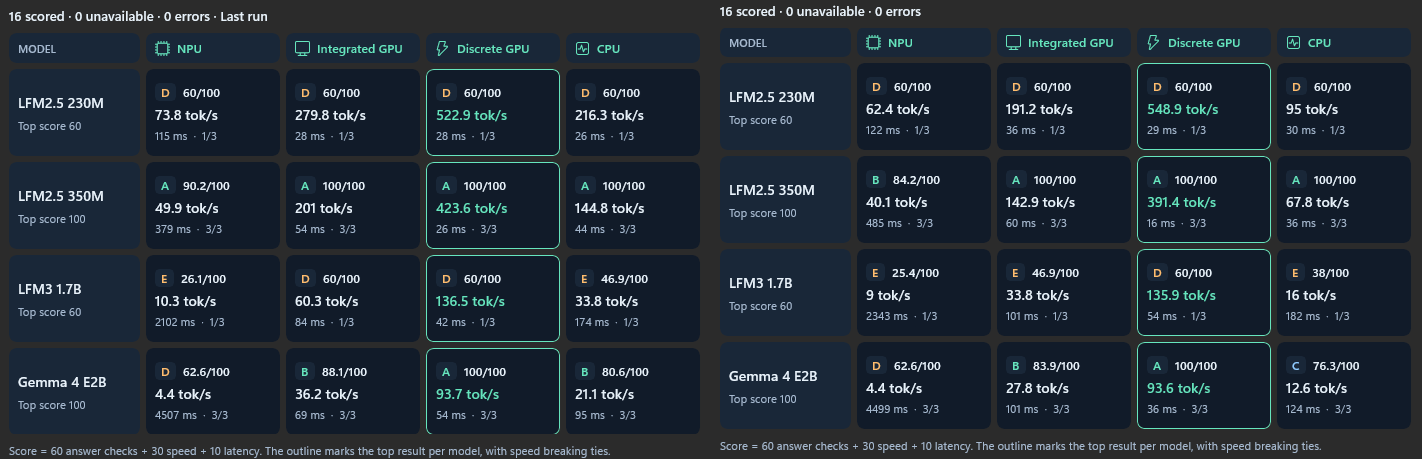 16 scored · 0 unavailable · 0 errors · Last run
MODEL NPU Integrated GPU Discrete GPU CPU
LFM2.5 230M
Top score 60
D 60/100
73.8 tok/s
115 ms · 1/3
D 60/100
279.8 tok/s
28 ms · 1/3
D 60/100
522.9 tok/s
28 ms · 1/3
D 60/100
216.3 tok/s
26 ms · 1/3
LFM2.5 350M
Top score 100
A 90.2/100
49.9 tok/s
379 ms · 3/3
A 100/100
201 tok/s
54 ms · 3/3
A 100/100
423.6 tok/s
26 ms · 3/3
A 100/100
144.8 tok/s
44 ms · 3/3
LFM3 1.7B
Top score 60
E 26.1/100
10.3 tok/s
2102 ms · 1/3
D 60/100
60.3 tok/s
84 ms · 1/3
D 60/100
136.5 tok/s
42 ms · 1/3
E 46.9/100
33.8 tok/s
174 ms · 1/3
Gemma 4 E2B
Top score 100
D 62.6/100
4.4 tok/s
4507 ms · 3/3
B 88.1/100
36.2 tok/s
69 ms · 3/3
A 100/100
93.7 tok/s
54 ms · 3/3
B 80.6/100
21.1 tok/s
95 ms · 3/3
Score = 60 answer checks + 30 speed + 10 latency. The outline marks the top result per model, with speed breaking ties.
16 scored · 0 unavailable · 0 errors
MODEL NPU Integrated GPU Discrete GPU CPU
LFM2.5 230M
Top score 60
D 60/100
62.4 tok/s
122 ms · 1/3
D 60/100
191.2 tok/s
36 ms · 1/3
D 60/100
548.9 tok/s
29 ms · 1/3
D 60/100
95 tok/s
30 ms · 1/3
LFM2.5 350M
Top score 100
B 84.2/100
40.1 tok/s
485 ms · 3/3
A 100/100
142.9 tok/s
60 ms · 3/3
A 100/100
391.4 tok/s
16 ms · 3/3
A 100/100
67.8 tok/s
36 ms · 3/3
LFM3 1.7B
Top score 60
E 25.4/100
9 tok/s
2343 ms · 1/3
E 46.9/100
33.8 tok/s
101 ms · 1/3
D 60/100
135.9 tok/s
54 ms · 1/3
E 38/100
16 tok/s
182 ms · 1/3
Gemma 4 E2B
Top score 100
D 62.6/100
4.4 tok/s
4499 ms · 3/3
B 83.9/100
27.8 tok/s
101 ms · 3/3
A 100/100
93.6 tok/s
36 ms · 3/3
C 76.3/100
12.6 tok/s
124 ms · 3/3
Score = 60 answer checks + 30 speed + 10 latency. The outline marks the top result per model, with speed breaking ties.